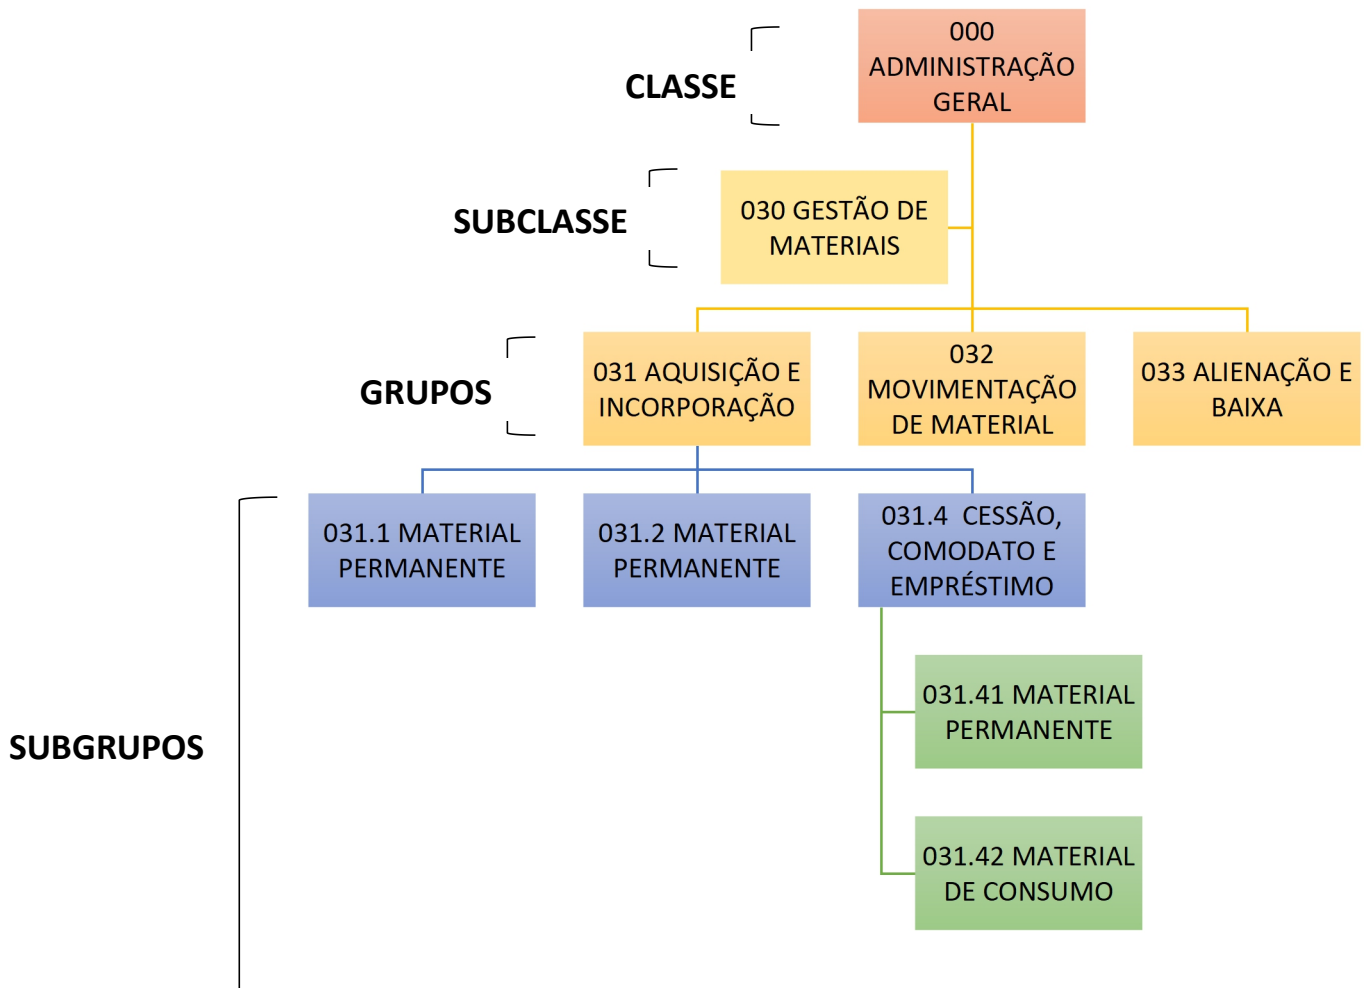 000
ADMINISTRAÇÃO
GERAL
CLASSE
SUBCLASSE
030 GESTÃO DE
MATERIAIS
GRUPOS
031 AQUISIÇÃO E
INCORPORAÇÃO
032
MOVIMENTAÇÃO
DE MATERIAL
033 ALIENAÇÃO E
BAIXA
031.1 MATERIAL
PERMANENTE
031.2 MATERIAL
PERMANENTE
031.4 CESSÃO,
COMODATO E
EMPRÉSTIMO
SUBGRUPOS
031.41 MATERIAL
PERMANENTE
031.42 MATERIAL
DE CONSUMO